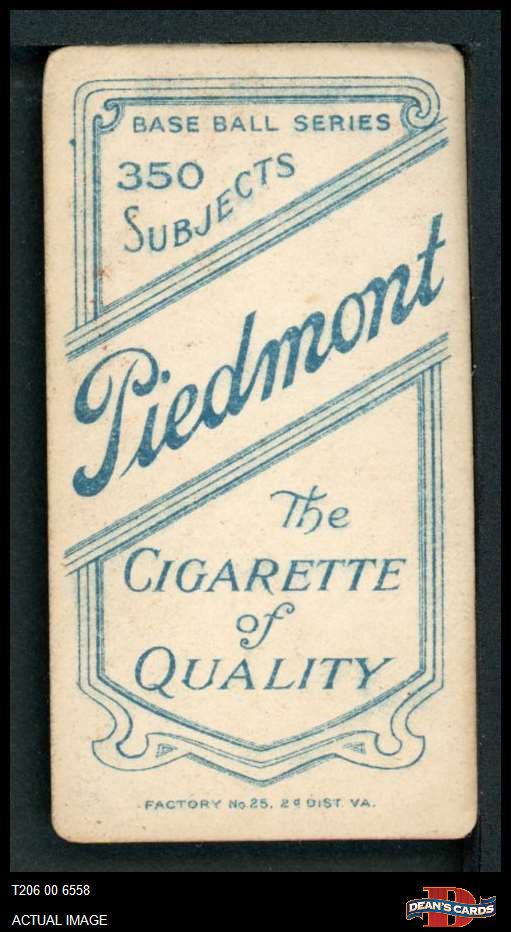 BASE BALL SERIES
350
SUBJECTS
Piedmont
The
CIGARETTE
of
QUALITY
FACTORY No. 25, 2d DIST. VA.
T206 00 6558
ACTUAL IMAGE
D
DEAN'S CARDS